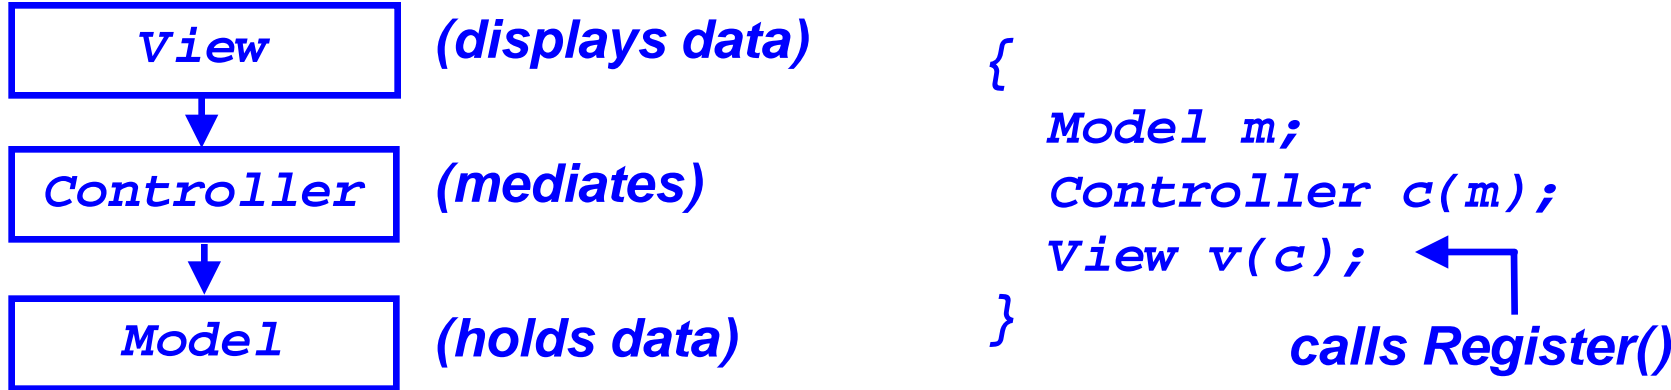 View
(displays data)
Controller
(mediates)
Model
(holds data)
{
Model m;
Controller c(m);
View v(c);
}
calls Register()